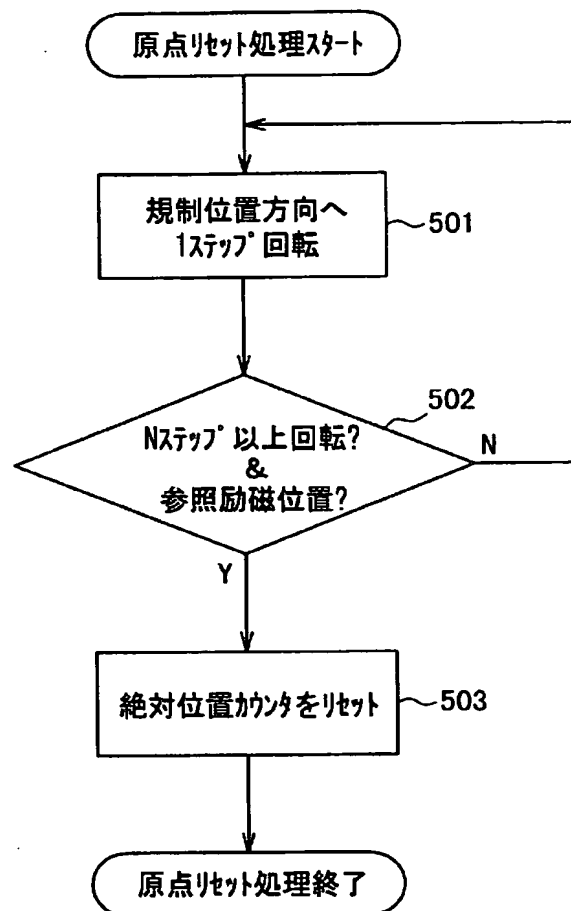 原点リセット処理スタート
規制位置方向へ
1ステップ回転
501
502
Nステップ以上回転?
&
参照励磁位置?
N
Y
絶対位置カウンタをリセット
503
原点リセット処理終了